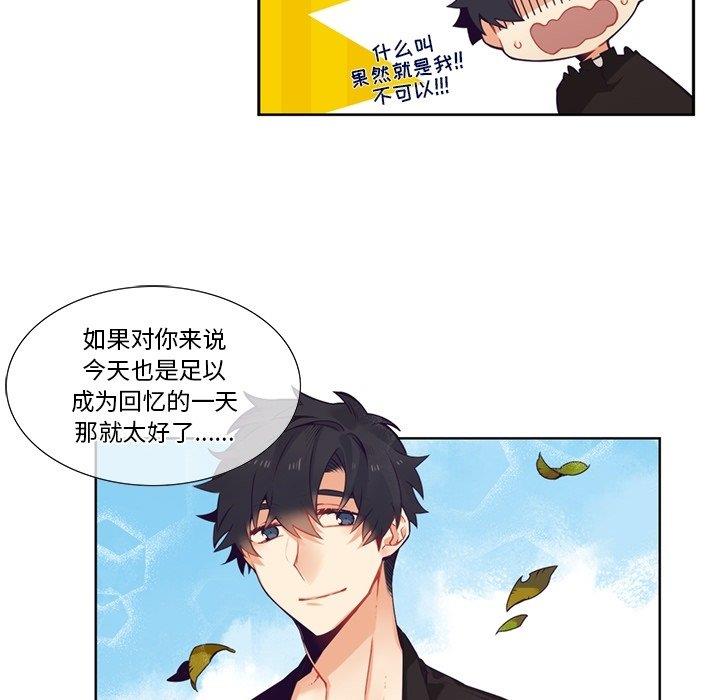 什么叫
果然就是我!!
不可以!!!
如果对你来说
今天也是足以
成为回忆的一天
那就太好了......